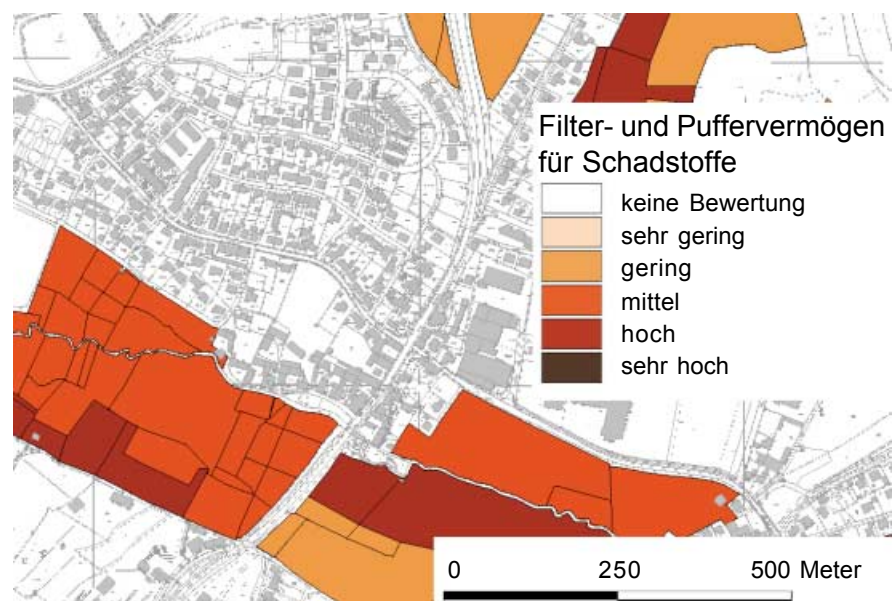 Filter- und Puffervermögen
für Schadstoffe
keine Bewertung
sehr gering
gering
mittel
hoch
sehr hoch
0 250 500 Meter